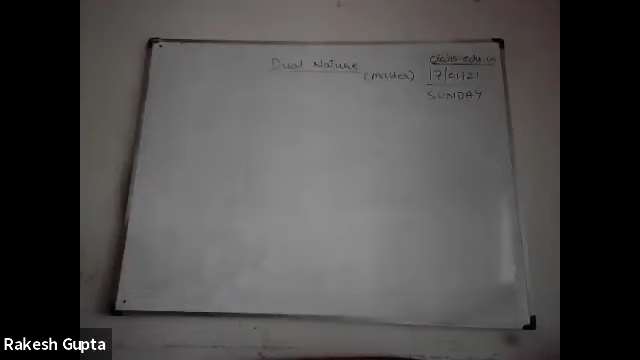 Dual Nature
(Matter)
17/01/21
SUNDAY
Rakesh Gupta